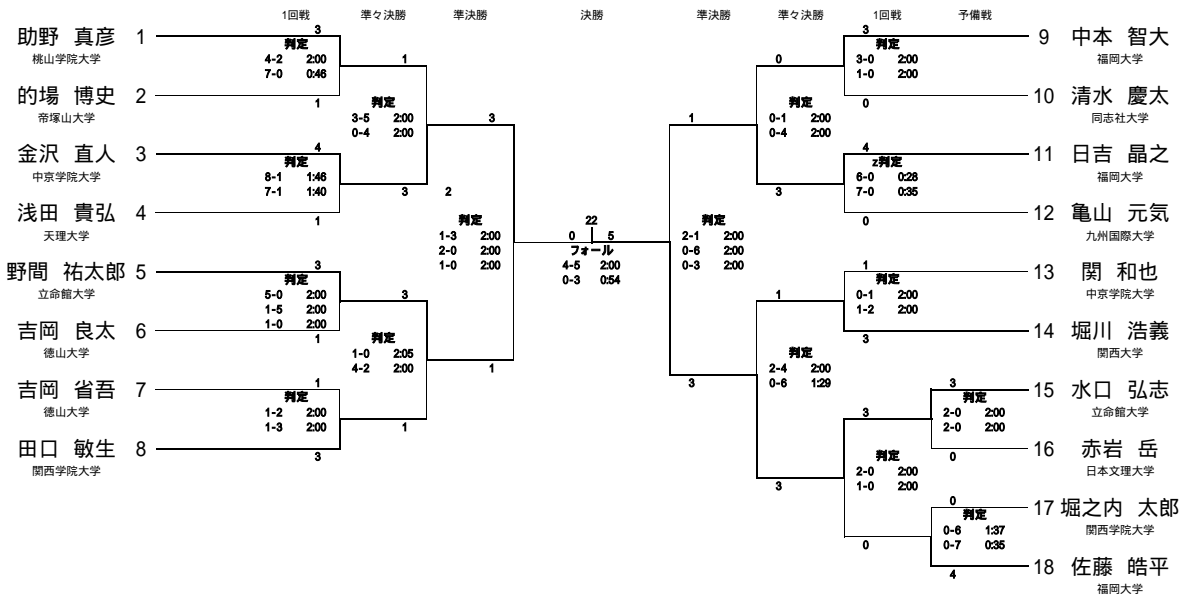 1回戦 準々決勝 準決勝 決勝 準決勝 準々決勝 1回戦 予備戦
助野 真彦 1
桃山学院大学
3
判定
4-2 2:00
7-0 0:46
的場 博史 2
帝塚山大学
1
1
判定
3-5 2:00
0-4 2:00
金沢 直人 3
中京学院大学
4
判定
8-1 1:46
7-1 1:40
浅田 貴弘 4
天理大学
1
3
3
2
判定
1-3 2:00
2-0 2:00
1-0 2:00
野間 祐太郎 5
立命館大学
3
判定
5-0 2:00
1-5 2:00
1-0 2:00
吉岡 良太 6
徳山大学
1
3
判定
1-0 2:05
4-2 2:00
吉岡 省吾 7
徳山大学
1
判定
1-2 2:00
1-3 2:00
田口 敏生 8
関西学院大学
3
1
1
22
0 5
フォール
4-5 2:00
0-3 0:54
1
判定
2-1 2:00
0-6 2:00
0-3 2:00
3
0
判定
0-1 2:00
0-4 2:00
3
1
判定
2-4 2:00
0-6 1:29
3
3
判定
3-0 2:00
1-0 2:00
0
9 中本 智大
福岡大学
10 清水 慶太
同志社大学
4
z判定
6-0 0:28
7-0 0:35
0
11 日吉 晶之
福岡大学
12 亀山 元気
九州国際大学
1
判定
0-1 2:00
1-2 2:00
3
13 関 和也
中京学院大学
14 堀川 浩義
関西大学
3
判定
2-0 2:00
1-0 2:00
0
3
判定
2-0 2:00
2-0 2:00
0
15 水口 弘志
立命館大学
16 赤岩 岳
日本文理大学
0
判定
0-6 1:37
0-7 0:35
4
17 堀之内 太郎
関西学院大学
18 佐藤 皓平
福岡大学